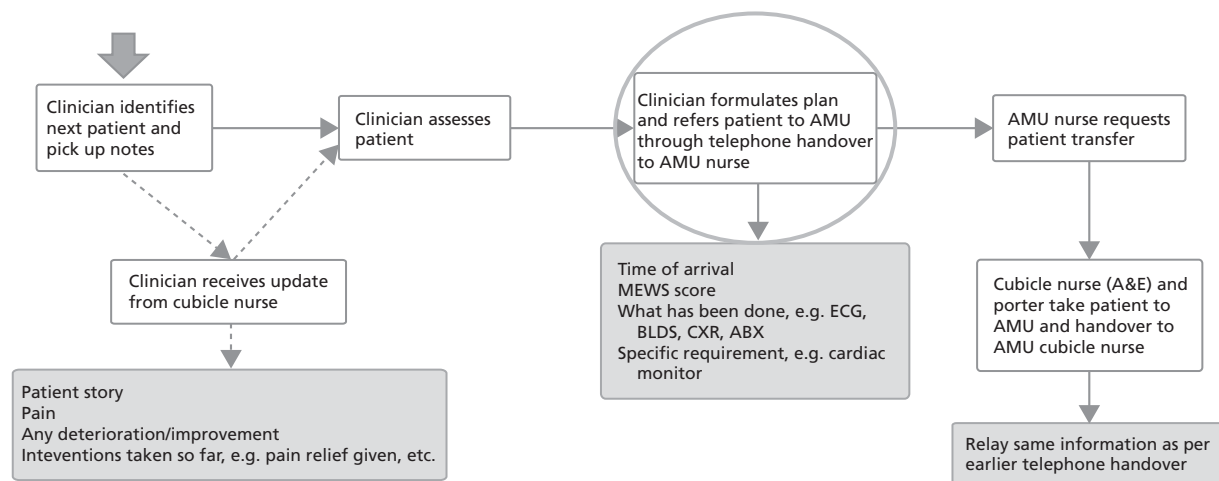 Clinician identifies
next patient and
pick up notes
Clinician assesses
patient
Clinician formulates plan
and refers patient to AMU
through telephone handover
to AMU nurse
AMU nurse requests
patient transfer
Clinician receives update
from cubicle nurse
Time of arrival
MEWS score
What has been done, e.g. ECG,
BLDS, CXR, ABX
Specific requirement, e.g. cardiac
monitor
Cubicle nurse (A&E) and
porter take patient to
AMU and handover to
AMU cubicle nurse
Patient story
Pain
Any deterioration/improvement
Inteventions taken so far, e.g. pain relief given, etc.
Relay same information as per
earlier telephone handover